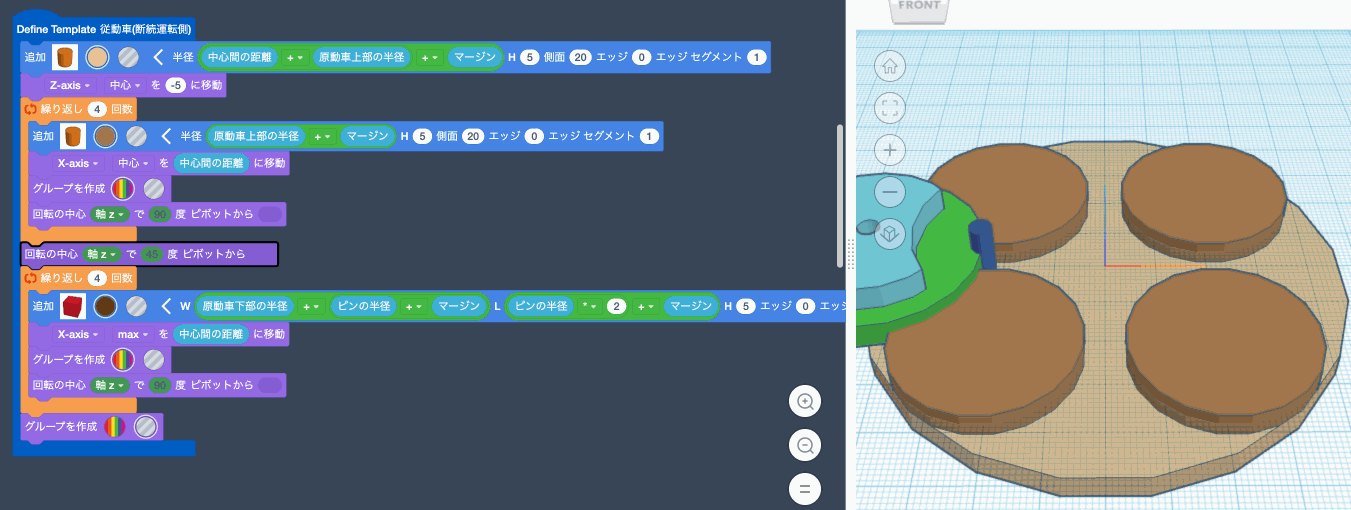 Define Template 従動車(断続運転側)
追加 半径 中心間の距離 + 原動車上部の半径 + マージン H 5 側面 20 エッジ 0 エッジ セグメント 1
Z-axis 中心 を -5 に移動
繰り返し 4 回数
追加 半径 原動車上部の半径 + マージン H 5 側面 20 エッジ 0 エッジ セグメント 1
X-axis 中心 を 中心間の距離 に移動
グループを作成
回転の中心 軸 z で 90 度 ピボットから
回転の中心 軸 z で 45 度 ピボットから
繰り返し 4 回数
追加 W 原動車下部の半径 + ピンの半径 + マージン L ピンの半径 * 2 + マージン H 5 エッジ 0 エッジ
X-axis max を 中心間の距離 に移動
グループを作成
回転の中心 軸 z で 90 度 ピボットから
グループを作成
FRONT